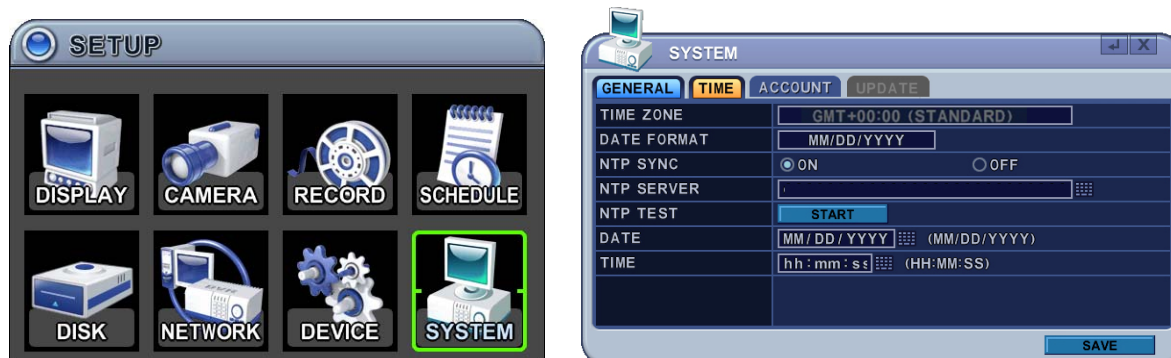 SETUP
DISPLAY CAMERA RECORD SCHEDULE
DISK NETWORK DEVICE SYSTEM
SYSTEM X
GENERAL TIME ACCOUNT UPDATE
TIME ZONE GMT+00:00 (STANDARD)
DATE FORMAT MM/DD/YYYY
NTP SYNC ON OFF
NTP SERVER
NTP TEST START
DATE MM/DD/YYYY (MM/DD/YYYY)
TIME hh:mm:ss (HH:MM:SS)
SAVE